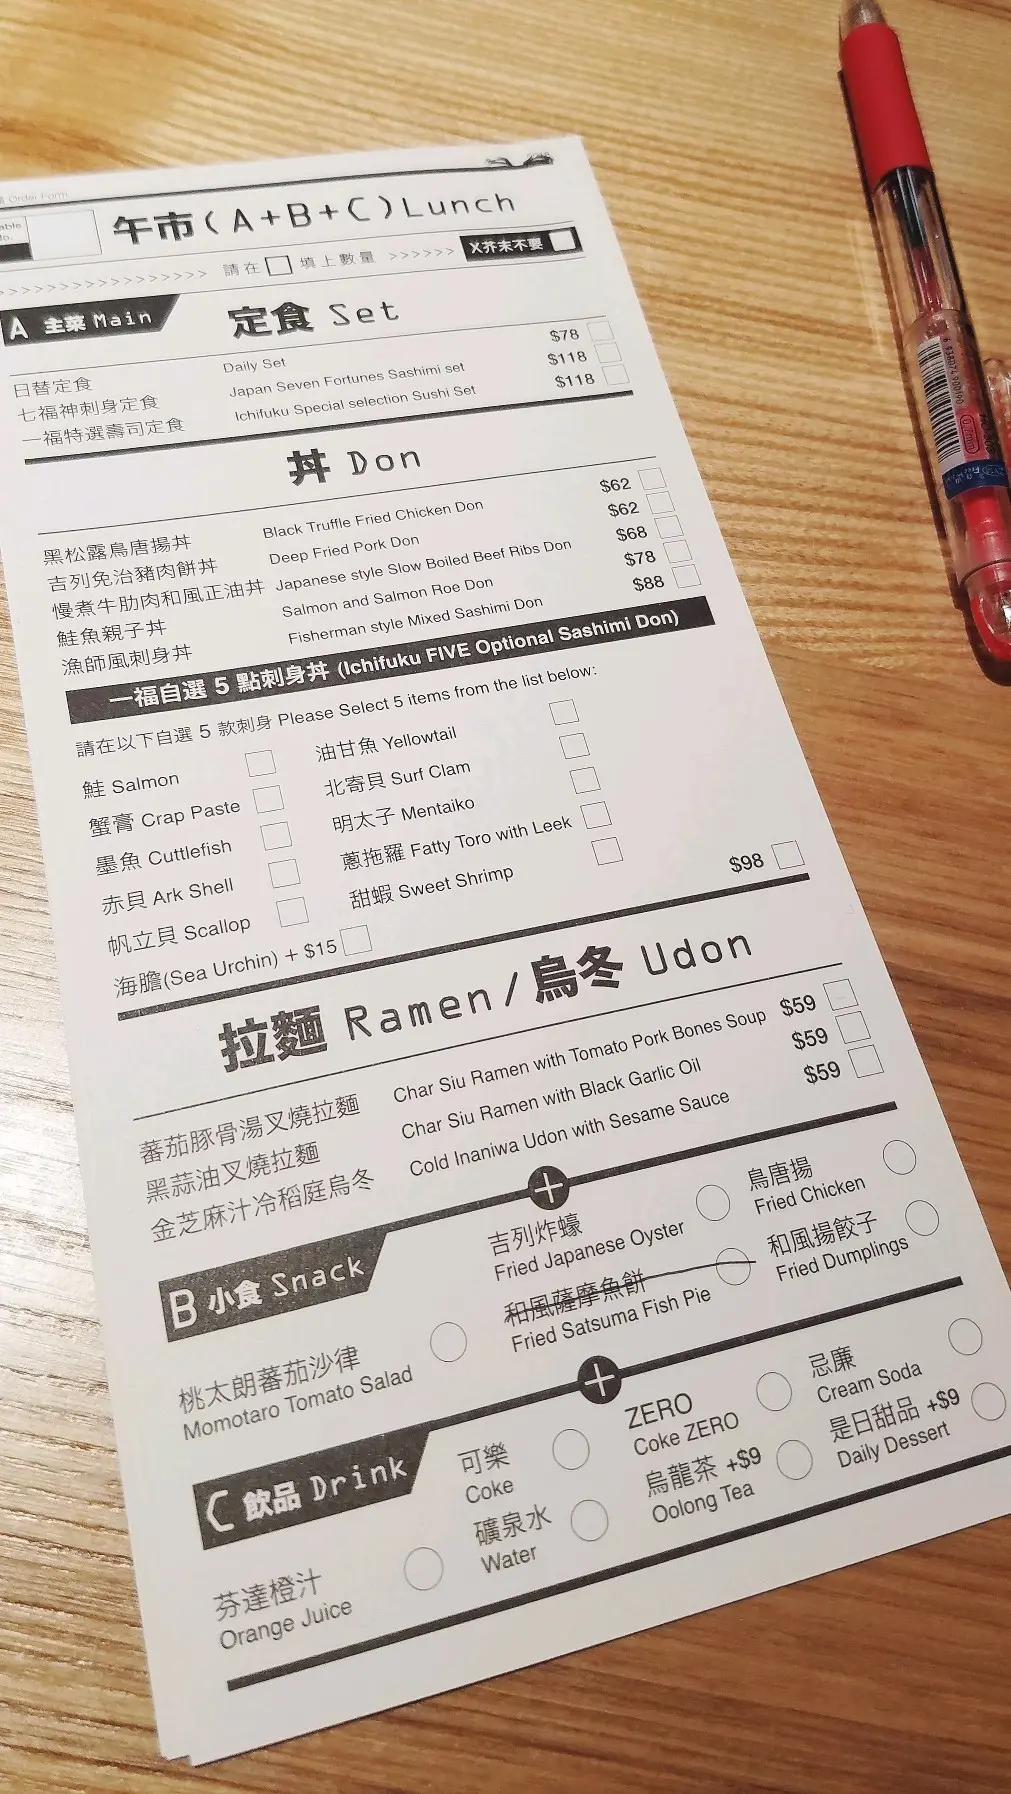 Order Form
午市(A+B+C)Lunch
>>>>>>>>>>>>>>>>>> 請在 填上數量 >>>>>> X芥末不要
A 主菜 Main 定食 Set
日替定食 Daily Set $78
七福神刺身定食 Japan Seven Fortunes Sashimi set $118
一福特選壽司定食 Ichifuku Special selection Sushi Set $118
丼 Don
黑松露鳥唐揚丼 Black Truffle Fried Chicken Don $62
吉列免治豬肉餅丼 Deep Fried Pork Don $62
慢煮牛肋肉和風正油丼 Japanese style Slow Boiled Beef Ribs Don $68
鮭魚親子丼 Salmon and Salmon Roe Don $78
漁師風刺身丼 Fisherman style Mixed Sashimi Don $88
一福自選 5 點刺身丼 (Ichifuku FIVE Optional Sashimi Don)
請在以下自選 5 款刺身 Please Select 5 items from the list below:
鮭 Salmon 油甘魚 Yellowtail
蟹膏 Crap Paste 北寄貝 Surf Clam
墨魚 Cuttlefish 明太子 Mentaiko
赤貝 Ark Shell 蔥拖羅 Fatty Toro with Leek
帆立貝 Scallop 甜蝦 Sweet Shrimp
海膽(Sea Urchin) + $15 $98
拉麵 Ramen/烏冬 Udon
蕃茄豚骨湯叉燒拉麵 Char Siu Ramen with Tomato Pork Bones Soup $59
黑蒜油叉燒拉麵 Char Siu Ramen with Black Garlic Oil $59
金芝麻汁冷稻庭烏冬 Cold Inaniwa Udon with Sesame Sauce $59
+
B 小食 Snack
吉列炸蠔 鳥唐揚
Fried Japanese Oyster Fried Chicken
和風薩摩魚餅 和風揚餃子
Fried Satsuma Fish Pie Fried Dumplings
桃太朗蕃茄沙律
Momotaro Tomato Salad
+
C 飲品 Drink
可樂 ZERO 忌廉
Coke Coke ZERO Cream Soda
礦泉水 烏龍茶 +$9 是日甜品 +$9
Water Oolong Tea Daily Dessert
芬達橙汁
Orange Juice